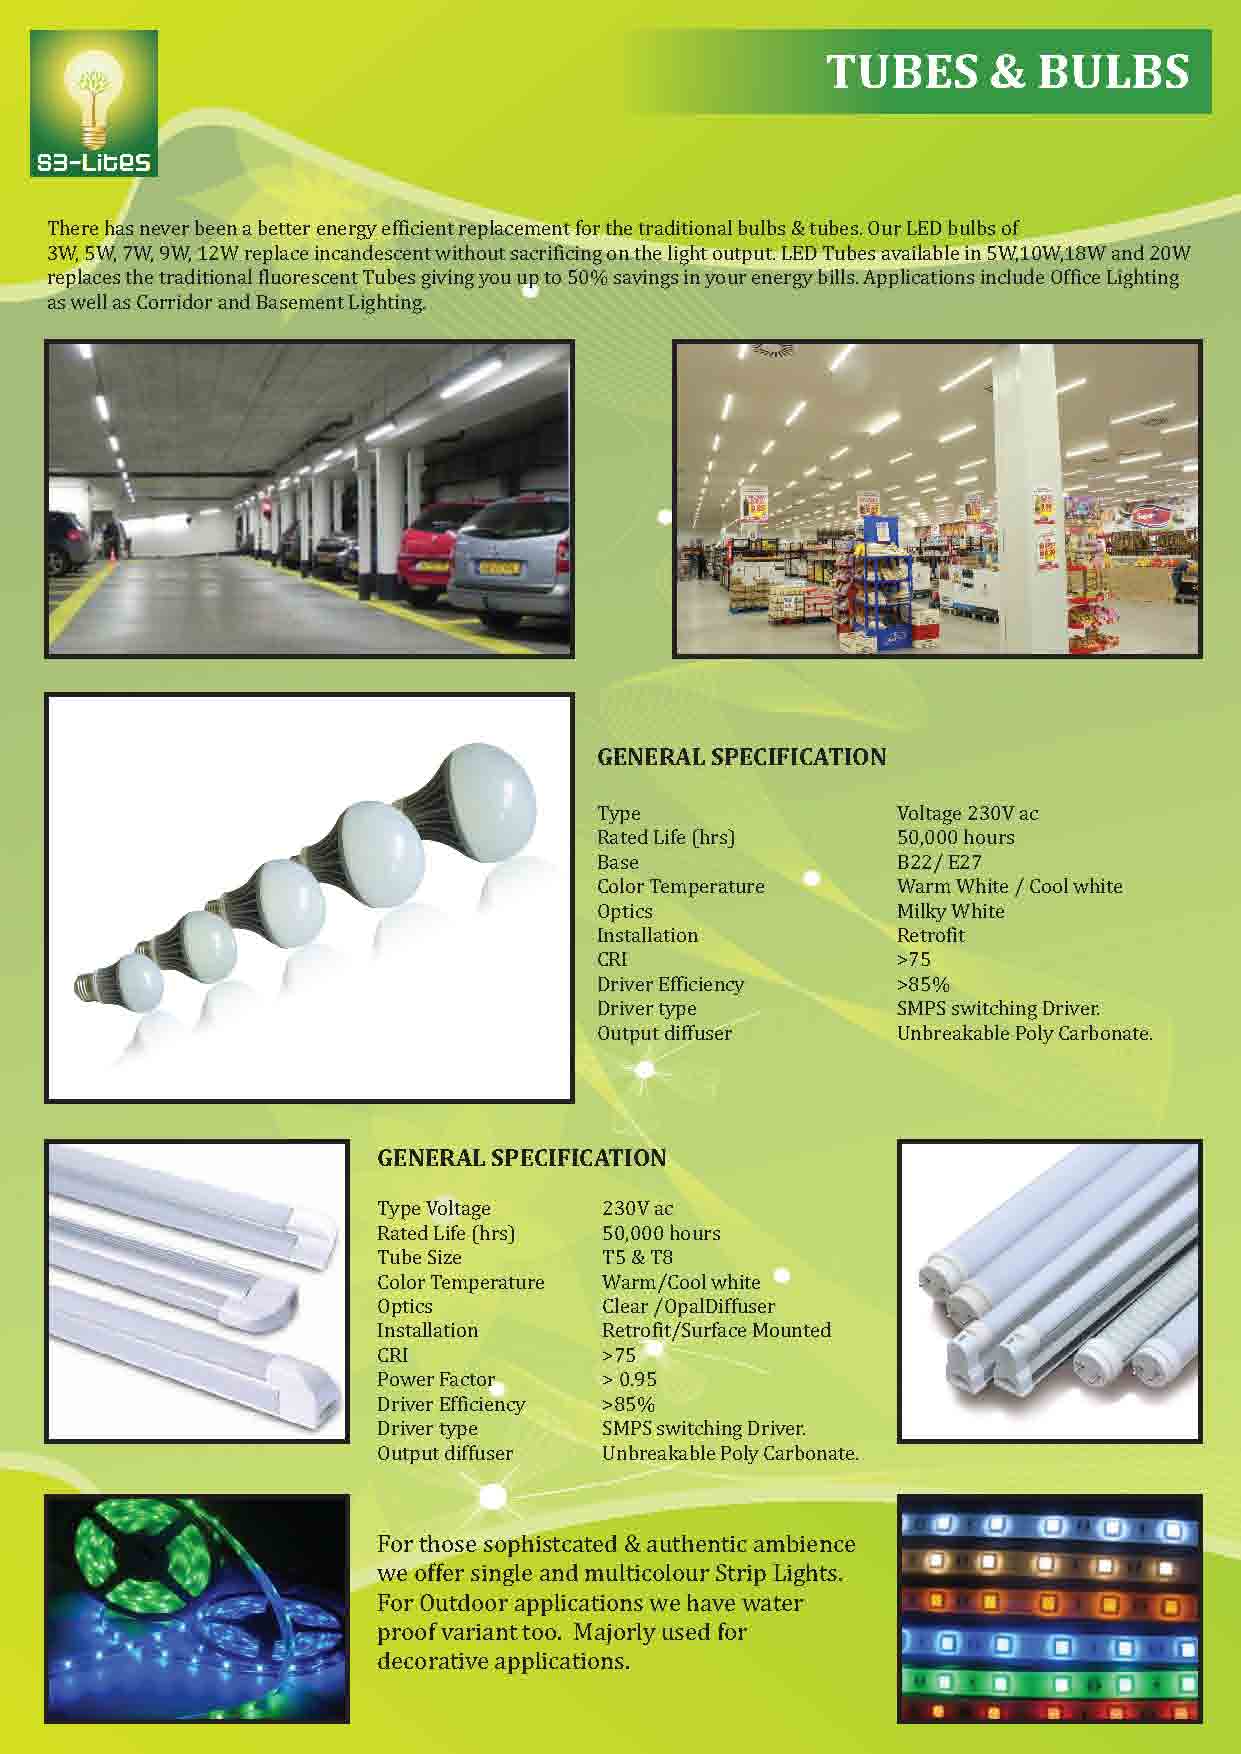 TUBES & BULBS
S3-Lites
There has never been a better energy efficient replacement for the traditional bulbs & tubes. Our LED bulbs of
3W, 5W, 7W, 9W, 12W replace incandescent without sacrificing on the light output. LED Tubes available in 5W,10W,18W and 20W
replaces the traditional fluorescent Tubes giving you up to 50% savings in your energy bills. Applications include Office Lighting
as well as Corridor and Basement Lighting.
GENERAL SPECIFICATION
Type Voltage 230V ac
Rated Life (hrs) 50,000 hours
Base B22/ E27
Color Temperature Warm White / Cool white
Optics Milky White
Installation Retrofit
CRI >75
Driver Efficiency >85%
Driver type SMPS switching Driver.
Output diffuser Unbreakable Poly Carbonate.
GENERAL SPECIFICATION
Type Voltage 230V ac
Rated Life (hrs) 50,000 hours
Tube Size T5 & T8
Color Temperature Warm/Cool white
Optics Clear /OpalDiffuser
Installation Retrofit/Surface Mounted
CRI >75
Power Factor > 0.95
Driver Efficiency >85%
Driver type SMPS switching Driver.
Output diffuser Unbreakable Poly Carbonate.
For those sophistcated & authentic ambience
we offer single and multicolour Strip Lights.
For Outdoor applications we have water
proof variant too. Majorly used for
decorative applications.